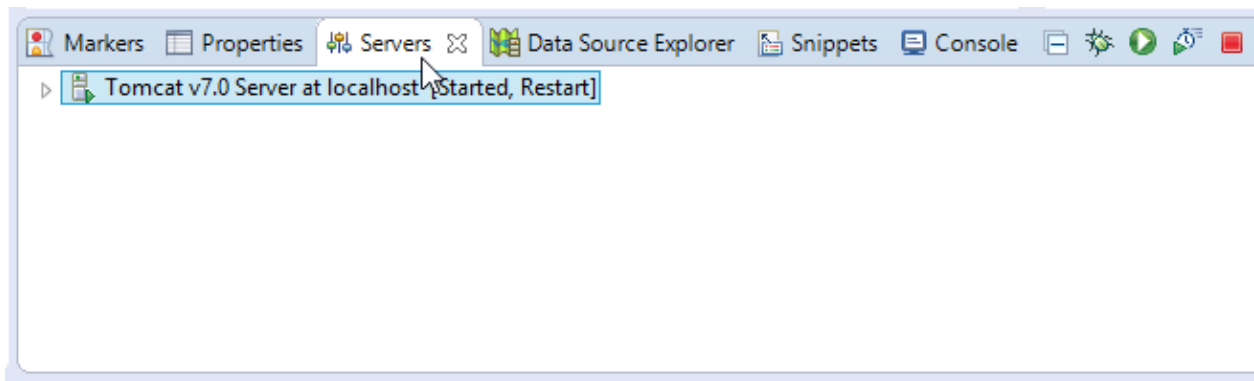 Markers Properties Servers Data Source Explorer Snippets Console
Tomcat v7.0 Server at localhost [Started, Restart]